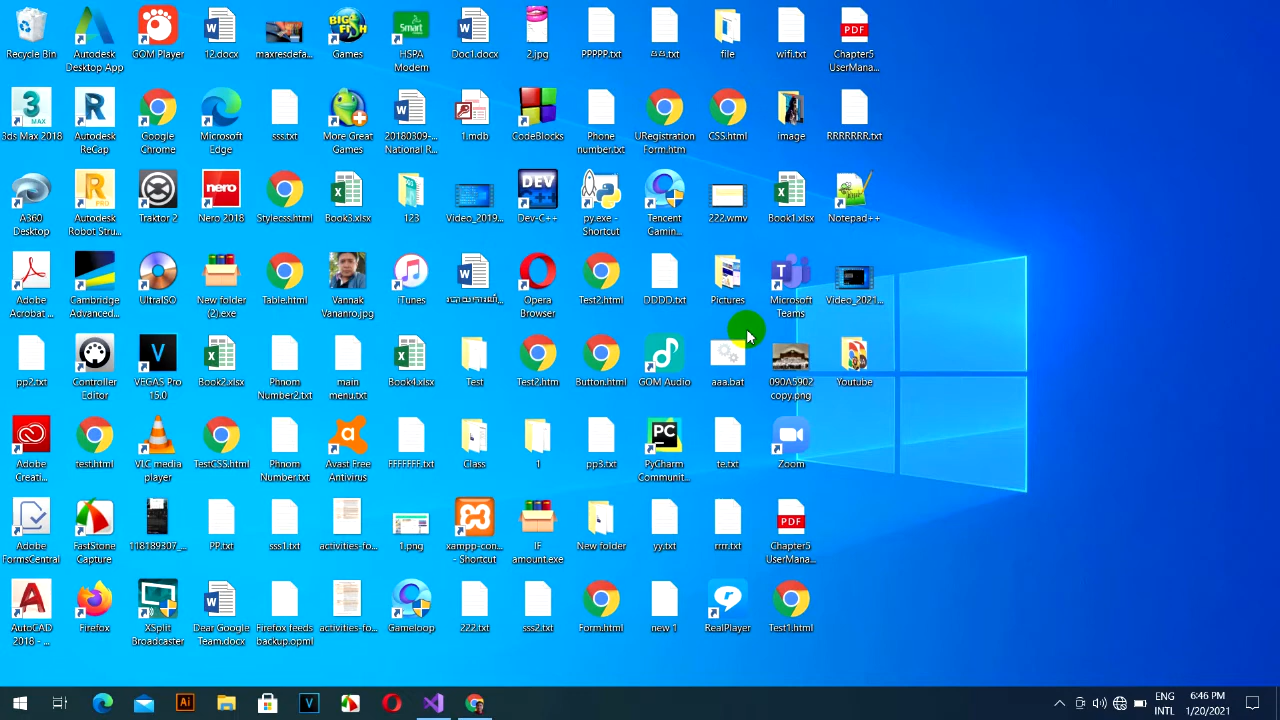 Recycle Bin
Autodesk
Desktop App
GOM Player
12.docx
maxresdefa...
Games
HSPA
Modem
Doc1.docx
2.jpg
PPPPP.txt
file
wifi.txt
Chapter5
UserMana...
3ds Max 2018
Autodesk
ReCap
Google
Chrome
Microsoft
Edge
sss.txt
More Great
Games
20180309-...
National R...
1.mdb
CodeBlocks
Phone
number.txt
URegistration
Form.htm
CSS.html
image
RRRRRRR.txt
A360
Desktop
Autodesk
Robot Stru...
Traktor 2
Nero 2018
Stylecss.html
Book3.xlsx
123
Video_2019...
Dev-C++
py.exe -
Shortcut
Tencent
Gamin...
222.wmv
Book1.xlsx
Notepad++
Adobe
Acrobat ...
Cambridge
Advanced...
UltraISO
New folder
(2).exe
Table.html
Vannak
Vananro.jpg
iTunes
Opera
Browser
Test2.html
DDDD.txt
Pictures
Microsoft
Teams
Video_2021...
pp2.txt
Controller
Editor
VEGAS Pro
15.0
Book2.xlsx
Phnom
Number2.txt
main
menu.txt
Book4.xlsx
Test
Test2.htm
Button.html
GOM Audio
aaa.bat
090A5902
copy.png
Youtube
Adobe
Creati...
test.html
VLC media
player
TestCSS.html
Phnom
Number.txt
Avast Free
Antivirus
FFFFFFF.txt
Class
1
pp3.txt
PyCharm
Communit...
te.txt
Zoom
Adobe
FormsCentral
FastStone
Capture
118189307_...
PP.txt
sss1.txt
activities-fo...
1.png
xampp-con...
- Shortcut
IF
amount.exe
New folder
yy.txt
rrrr.txt
Chapter5
UserMana...
AutoCAD
2018 - ...
Firefox
XSplit
Broadcaster
Dear Google
Team.docx
Firefox feeds
backup.opml
activities-fo...
Gameloop
222.txt
sss2.txt
Form.html
new 1
RealPlayer
Test1.html
ENG
INTL
6:46 PM
1/20/2021